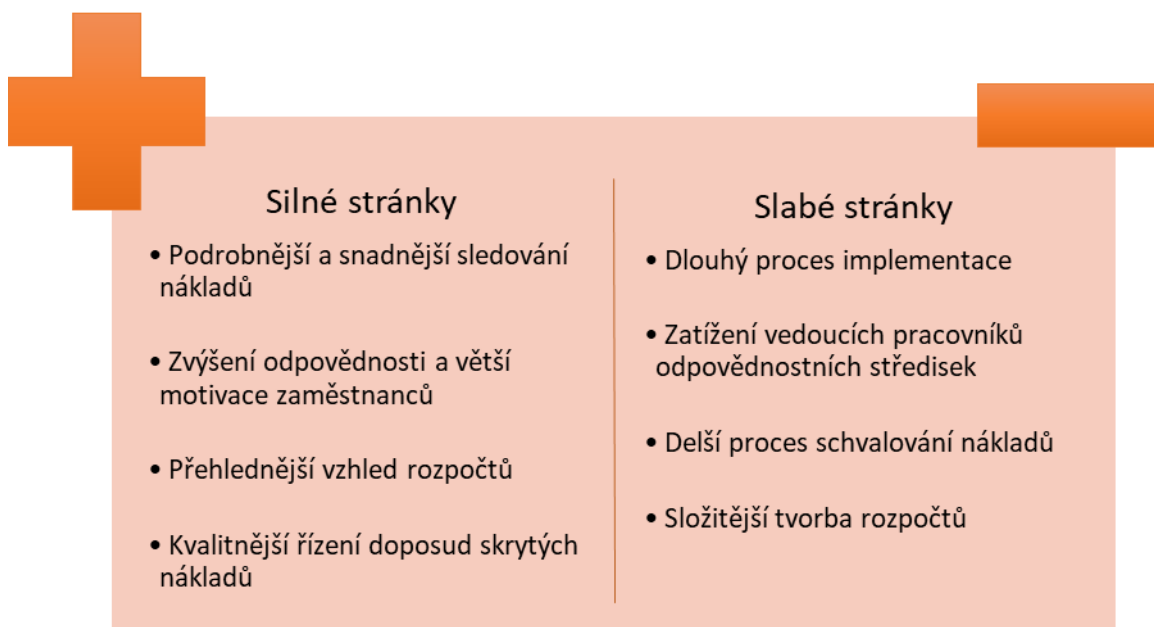 Silné stránky
• Podrobnější a snadnější sledování
nákladů
• Zvýšení odpovědnosti a větší
motivace zaměstnanců
• Přehlednější vzhled rozpočtů
• Kvalitnější řízení doposud skrytých
nákladů
Slabé stránky
• Dlouhý proces implementace
• Zatížení vedoucích pracovníků
odpovědnostních středisek
• Delší proces schvalování nákladů
• Složitější tvorba rozpočtů